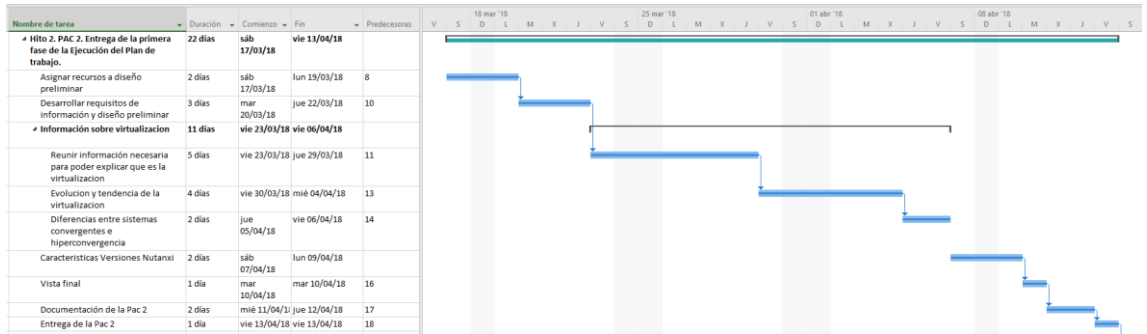 Nombre de tarea Duración Comienzo Fin Predecesoras
18 mar '18 25 mar '18 01 abr '18 08 abr '18
V S D L M X J V S D L M X J V S D L M X J V S D L M X J V S
Hito 2. PAC 2. Entrega de la primera 22 días sáb vie 13/04/18
fase de la Ejecución del Plan de 17/03/18
trabajo.
Asignar recursos a diseño 2 días sáb lun 19/03/18 8
preliminar 17/03/18
Desarrollar requisitos de 3 días mar jue 22/03/18 10
información y diseño preliminar 20/03/18
Información sobre virtualizacion 11 días vie 23/03/18 vie 06/04/18
Reunir información necesaria 5 días vie 23/03/18 jue 29/03/18 11
para poder explicar que es la
virtualizacion
Evolucion y tendencia de la 4 días vie 30/03/18 mié 04/04/18 13
virtualizacion
Diferencias entre sistemas 2 días jue vie 06/04/18 14
convergentes e 05/04/18
hiperconvergencia
Caracteristicas Versiones Nutanxi 2 días sáb lun 09/04/18
07/04/18
Vista final 1 día mar mar 10/04/18 16
10/04/18
Documentación de la Pac 2 2 días mié 11/04/1 jue 12/04/18 17
Entrega de la Pac 2 1 día vie 13/04/18 vie 13/04/18 18